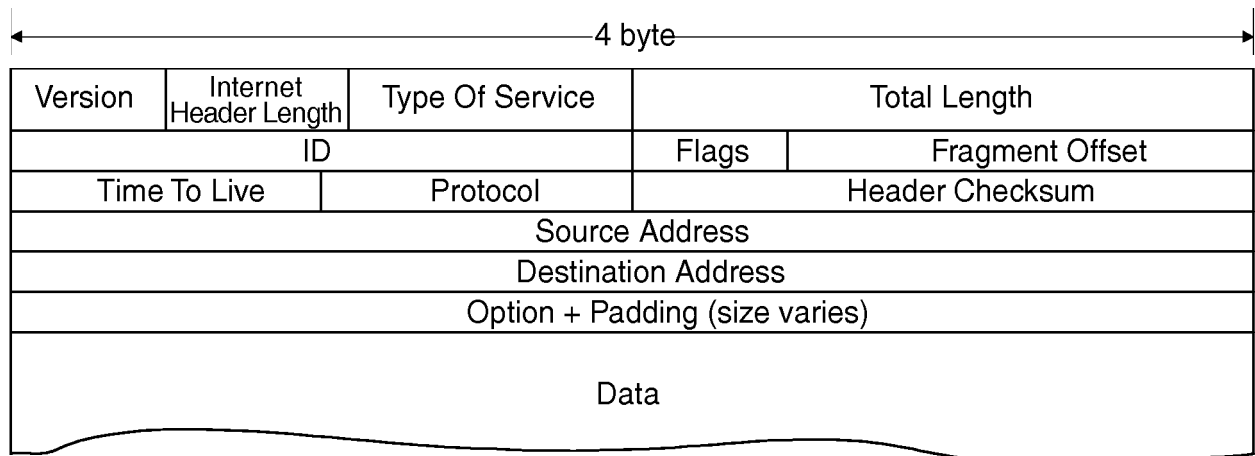 4 byte
Version
Internet
Header Length
Type Of Service
Total Length
ID
Flags
Fragment Offset
Time To Live
Protocol
Header Checksum
Source Address
Destination Address
Option + Padding (size varies)
Data